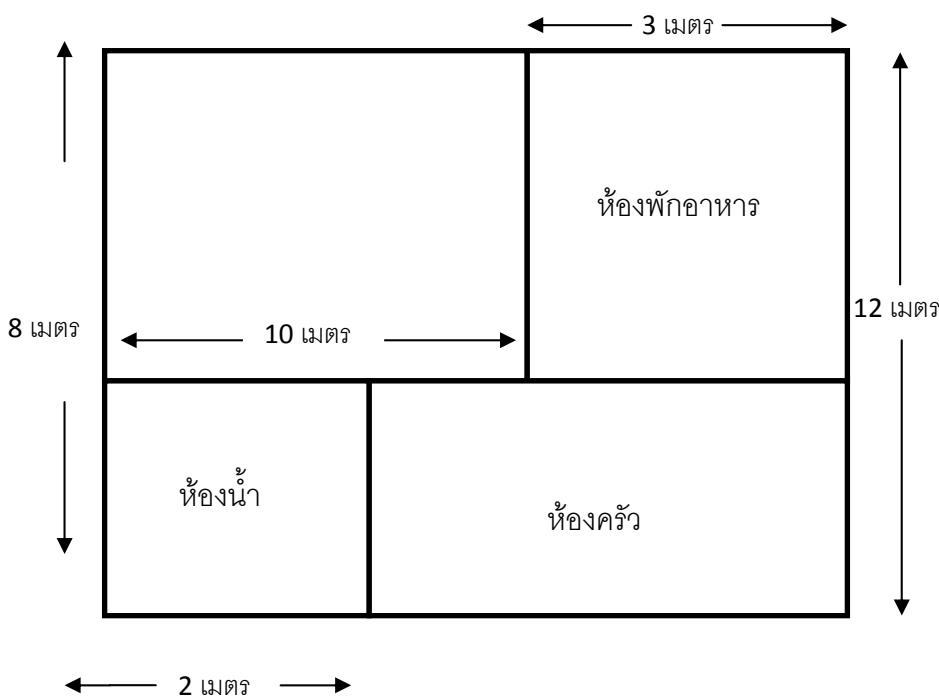 3 เมตร
ห้องพักอาหาร
12 เมตร
8 เมตร
10 เมตร
ห้องน้ำ
ห้องครัว
2 เมตร